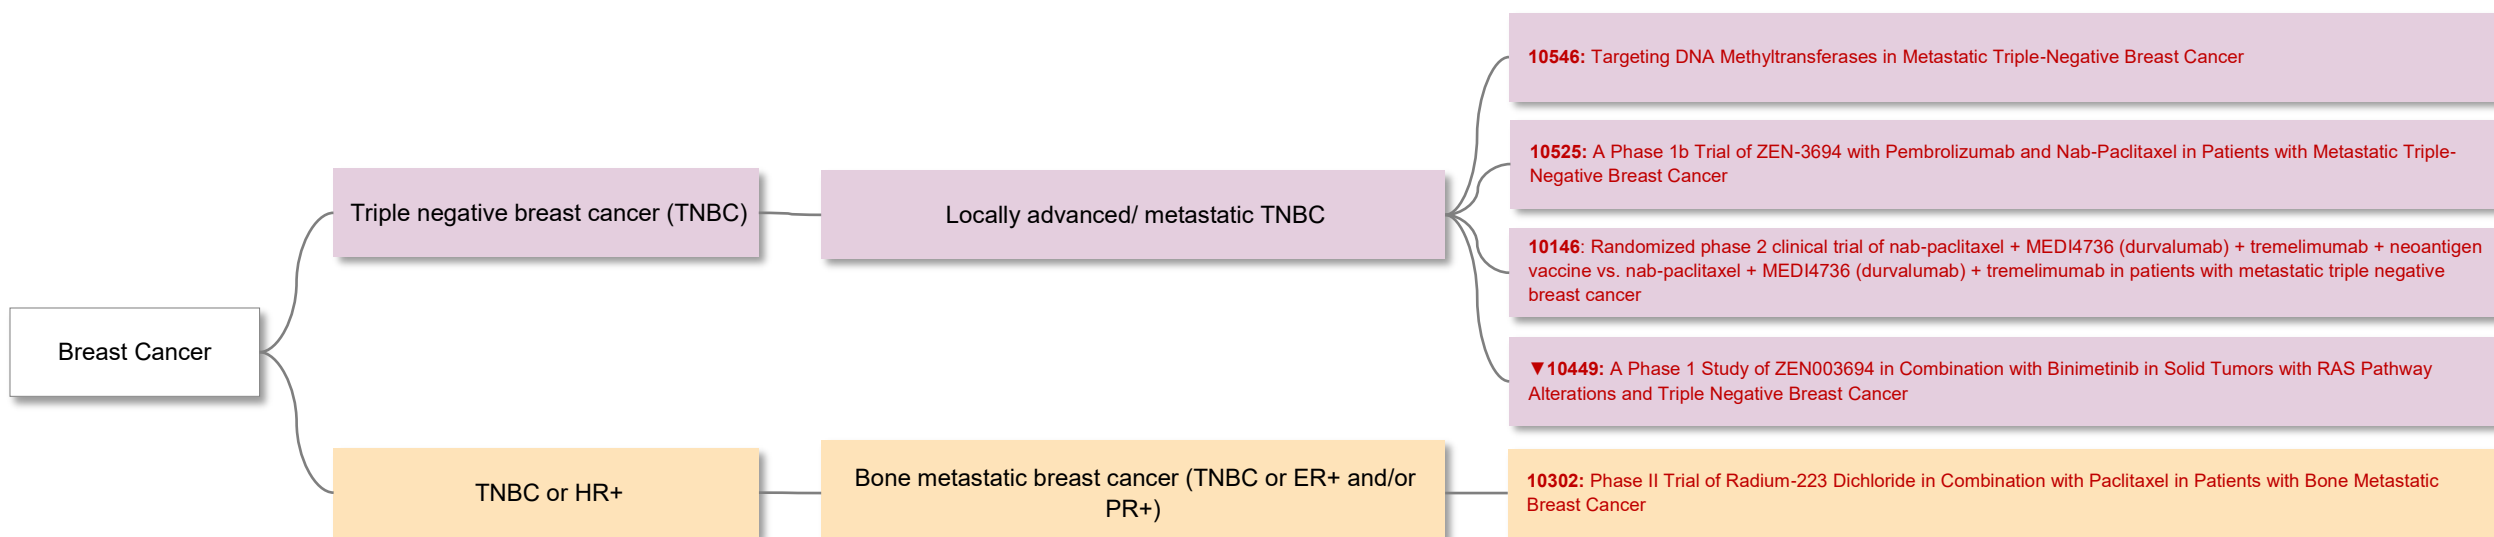 Breast Cancer
Triple negative breast cancer (TNBC)
Locally advanced/ metastatic TNBC
10546: Targeting DNA Methyltransferases in Metastatic Triple-Negative Breast Cancer
10525: A Phase 1b Trial of ZEN-3694 with Pembrolizumab and Nab-Paclitaxel in Patients with Metastatic Triple-
Negative Breast Cancer
10146: Randomized phase 2 clinical trial of nab-paclitaxel + MEDI4736 (durvalumab) + tremelimumab + neoantigen
vaccine vs. nab-paclitaxel + MEDI4736 (durvalumab) + tremelimumab in patients with metastatic triple negative
breast cancer
▼10449: A Phase 1 Study of ZEN003694 in Combination with Binimetinib in Solid Tumors with RAS Pathway
Alterations and Triple Negative Breast Cancer
TNBC or HR+
Bone metastatic breast cancer (TNBC or ER+ and/or
PR+)
10302: Phase II Trial of Radium-223 Dichloride in Combination with Paclitaxel in Patients with Bone Metastatic
Breast Cancer